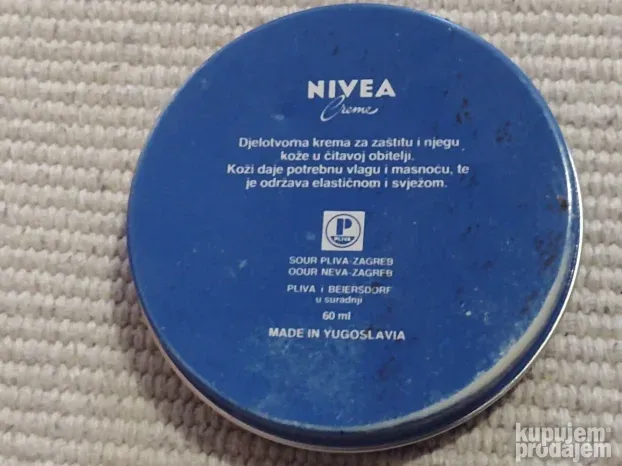 NIVEA
Creme
Djelotvorna krema za zaštitu i njegu
kože u čitavoj obitelji.
Koži daje potrebnu vlagu i masnoću, te
je održava elastičnom i svježom.
P
PLIVA
SOUR PLIVA-ZAGREB
OOUR NEVA-ZAGREB
PLIVA i BEIERSDORF
u suradnji
60 ml
MADE IN YUGOSLAVIA
kupujem
prodajem